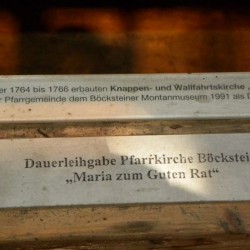 er 1764 bis 1766 erbauten Knappen- und Wallfahrtskirche „
r Pfarrgemeinde dem Böcksteiner Montanmuseum 1991 als D
Dauerleihgabe Pfarřkirche Böckstei
„Maria zum Guten Rat“